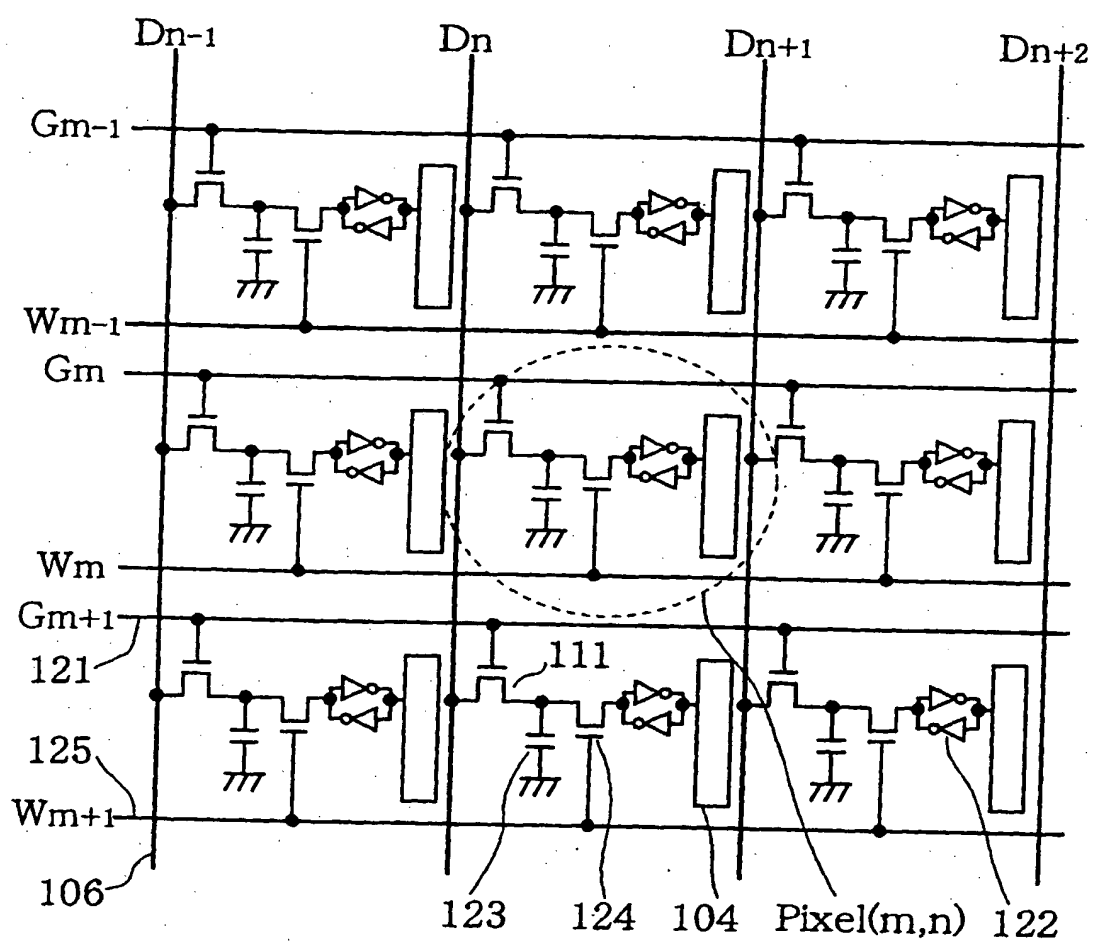 Dn-1
Dn
Dn+1
Dn+2
Gm-1
Wm-1
Gm
Wm
Gm+1
121
111
125
Wm+1
106
123
124
104
Pixel(m,n)
122